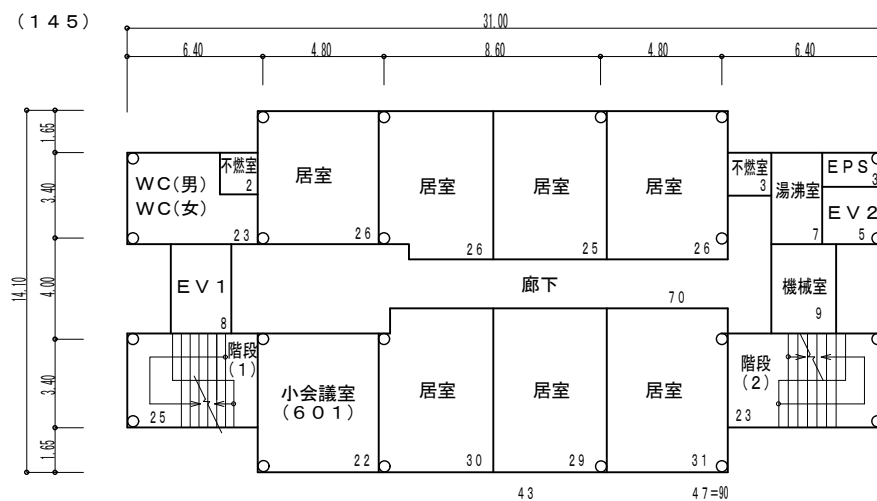 (145)
31.00
6.40 4.80 8.60 4.80 6.40
1.65
3.40
4.00
3.40
1.65
14.10
WC(男)
WC(女)
23
不燃室
2
居室
26
居室
26
居室
25
居室
26
不燃室
3
湯沸室
7
EPS
3
EV2
5
EV1
8
廊下
70
機械室
9
階段
(1)
25
小会議室
(601)
22
居室
30
居室
29
居室
31
階段
(2)
23
43
47=90